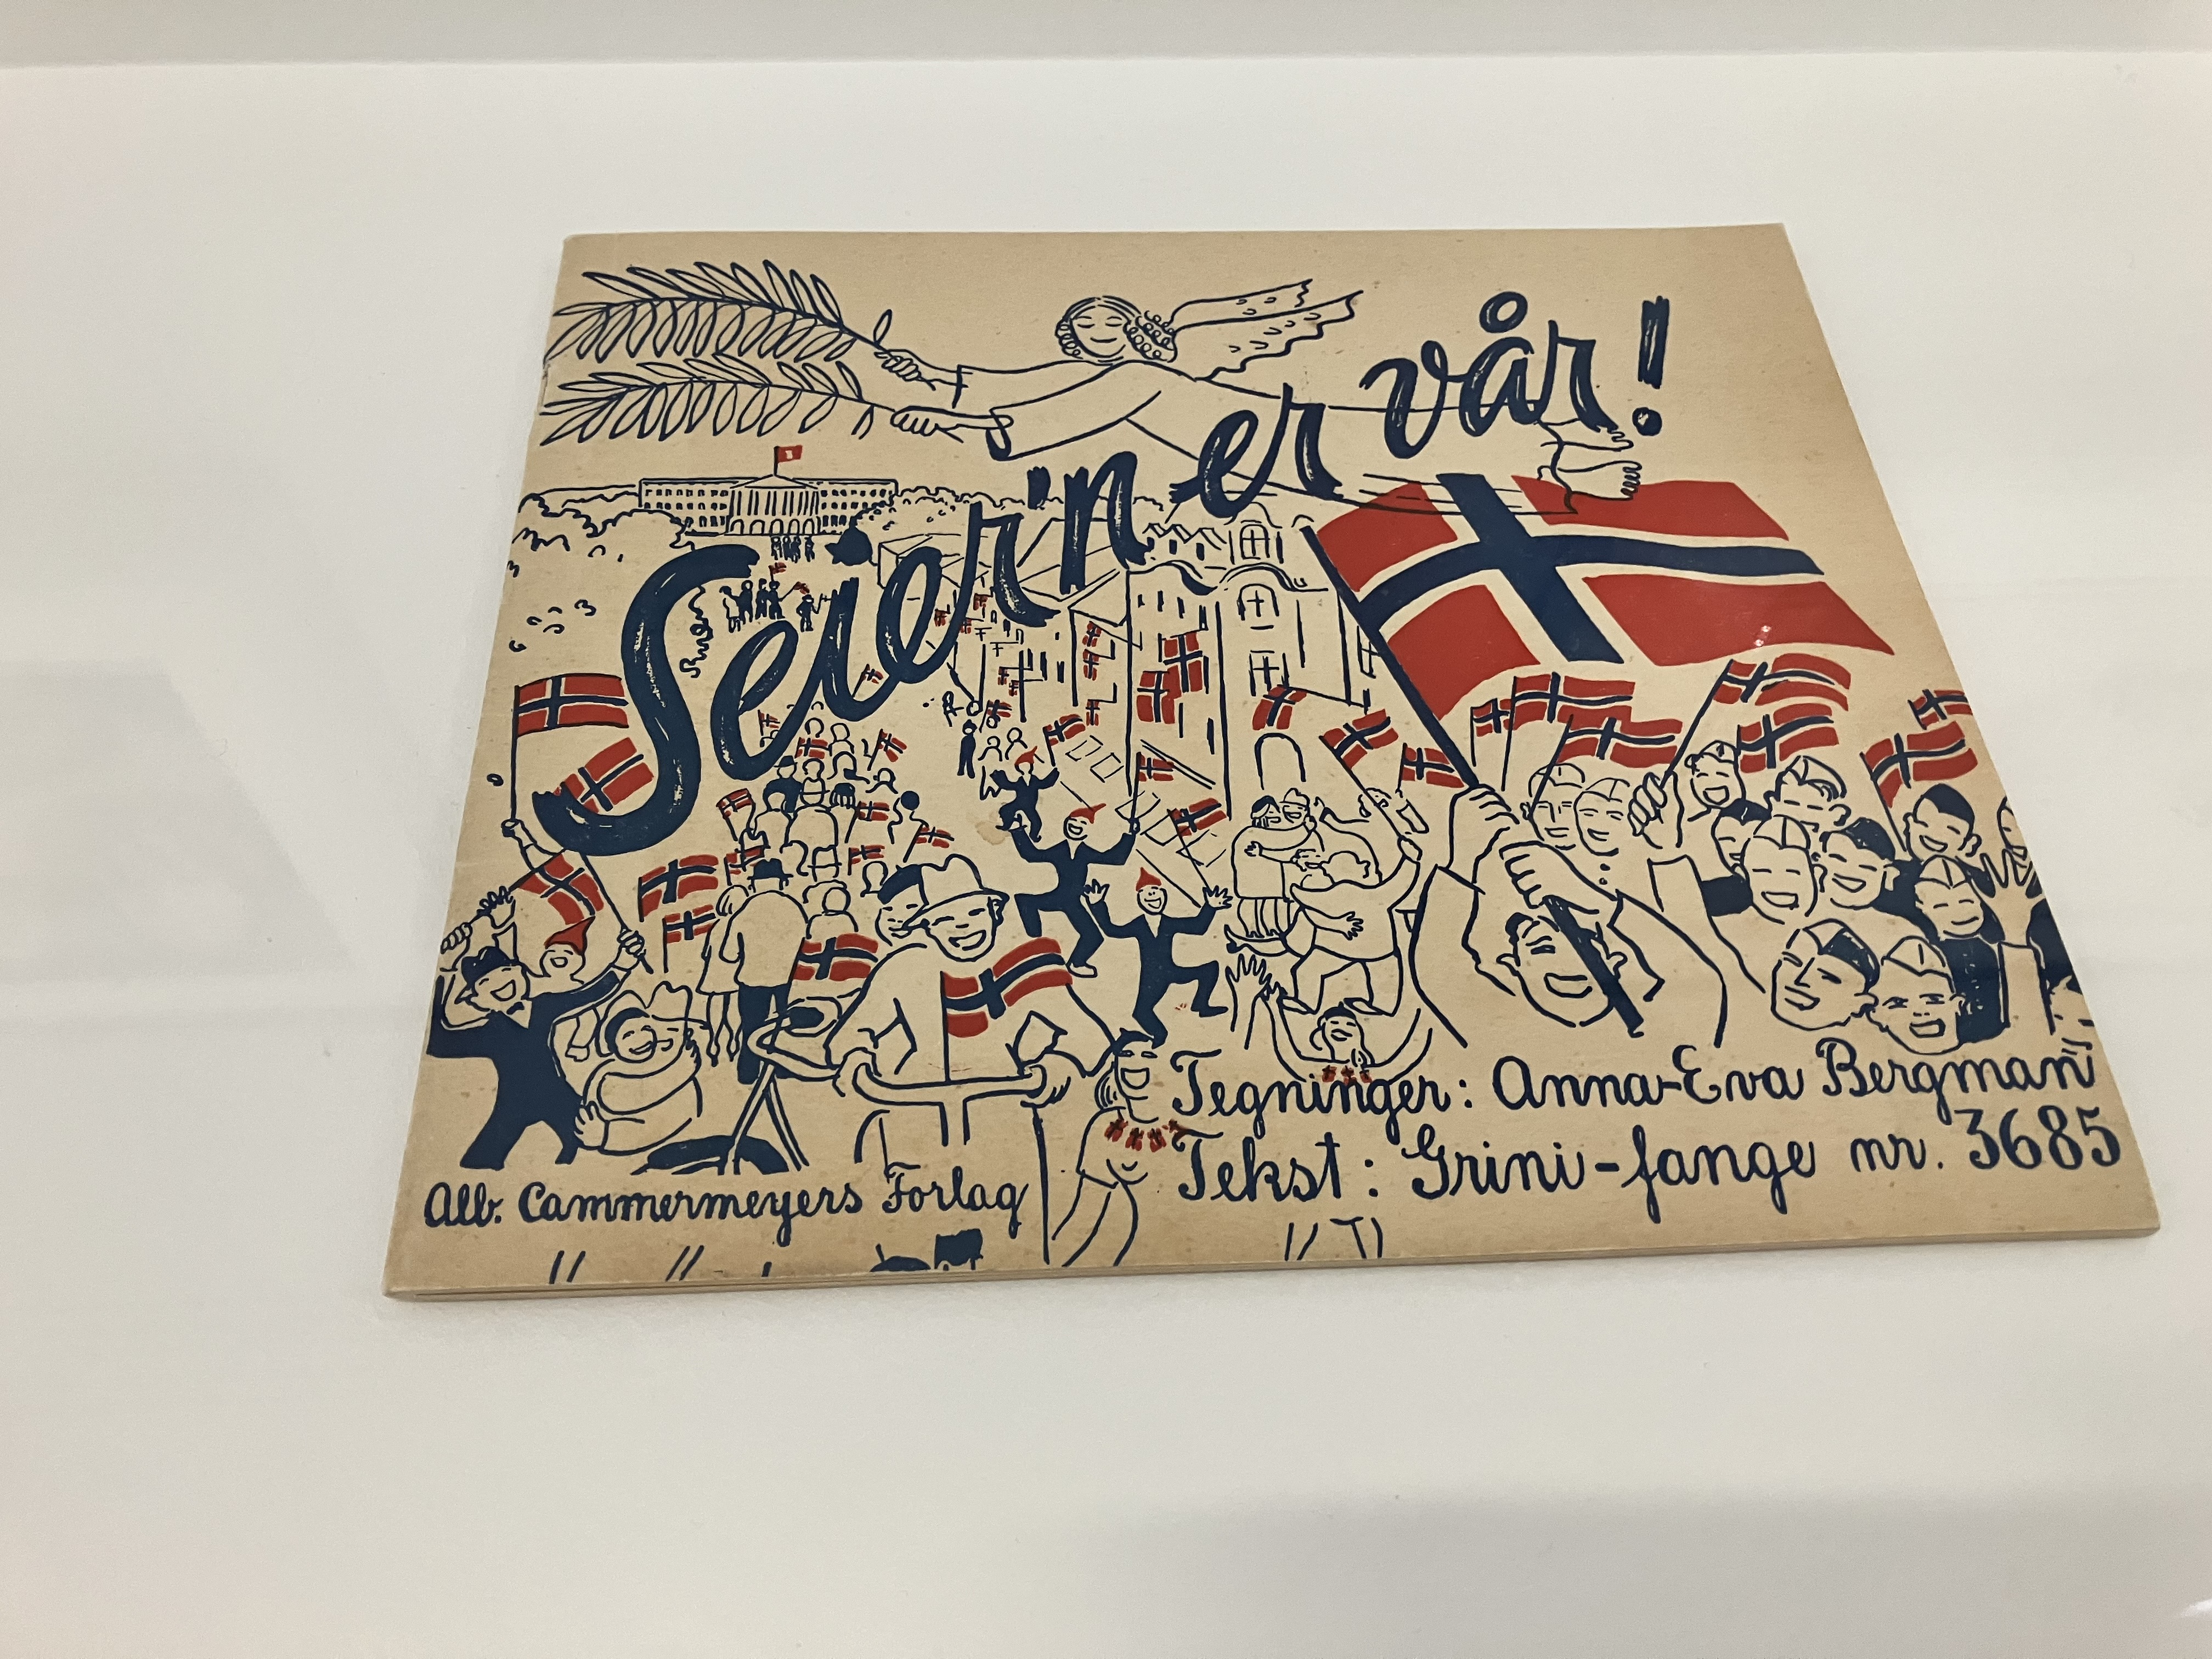 Seier'n er vår!
Tegninger: Anna-Eva Bergman
Tekst: Grini-fange nr. 3685
Alb. Cammermeyers Forlag